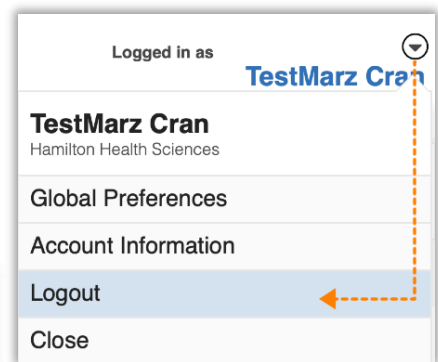 Logged in as
TestMarz Cran
TestMarz Cran
Hamilton Health Sciences
Global Preferences
Account Information
Logout
Close